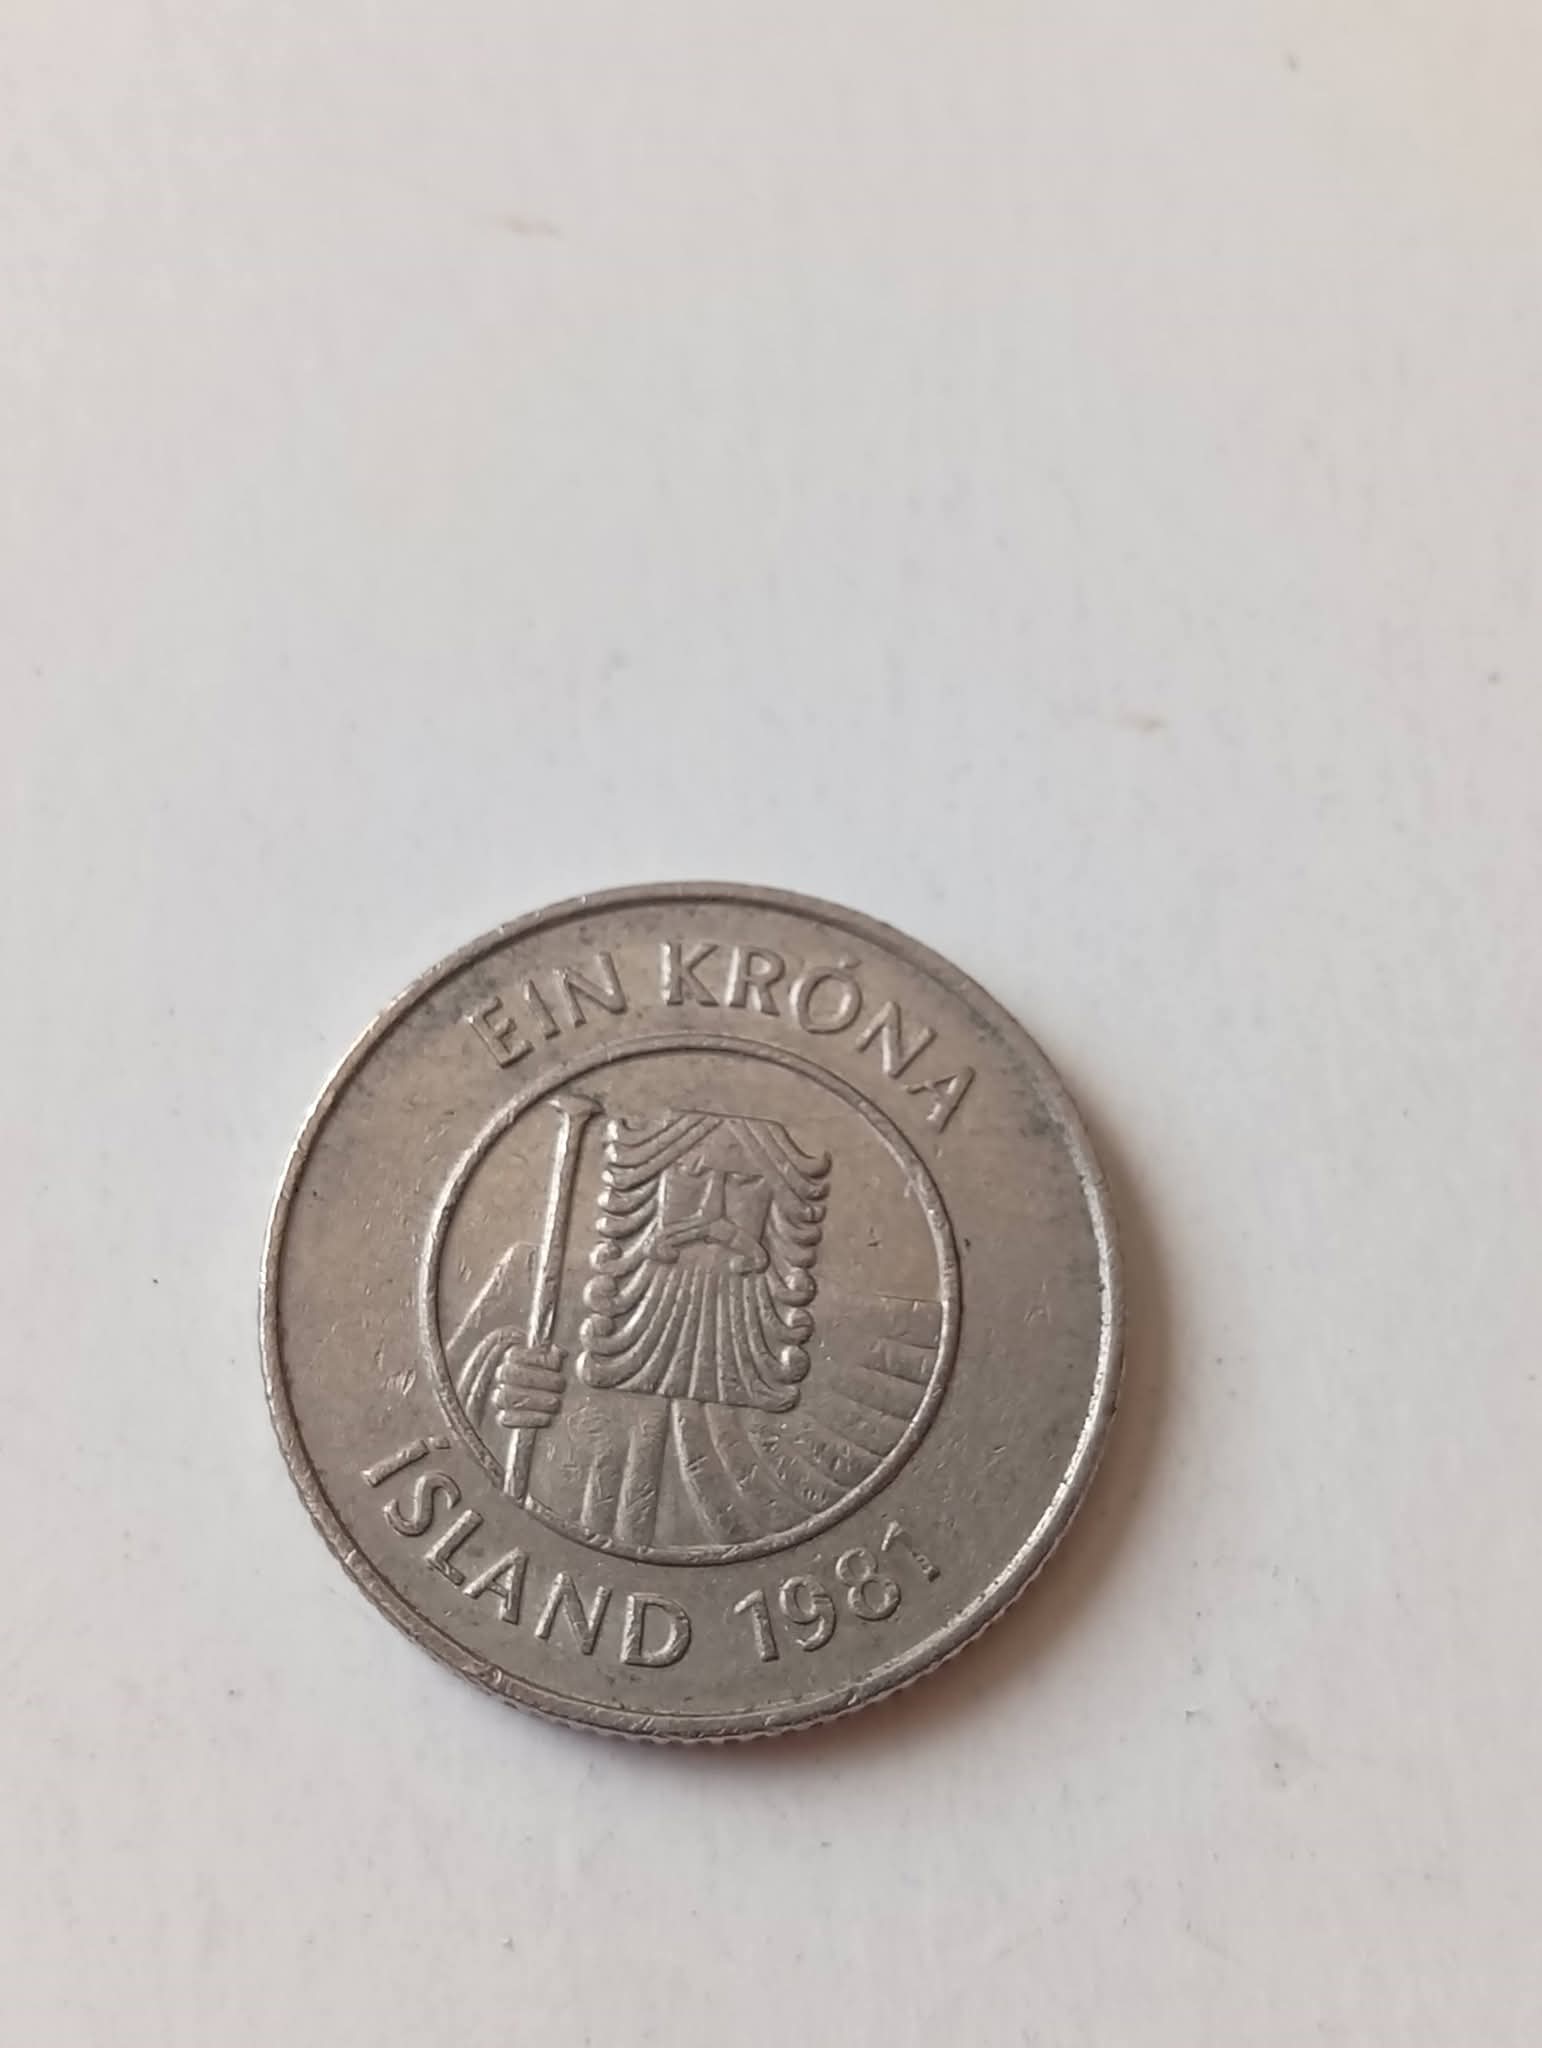 EIN KRÓNA
ÍSLAND 1981